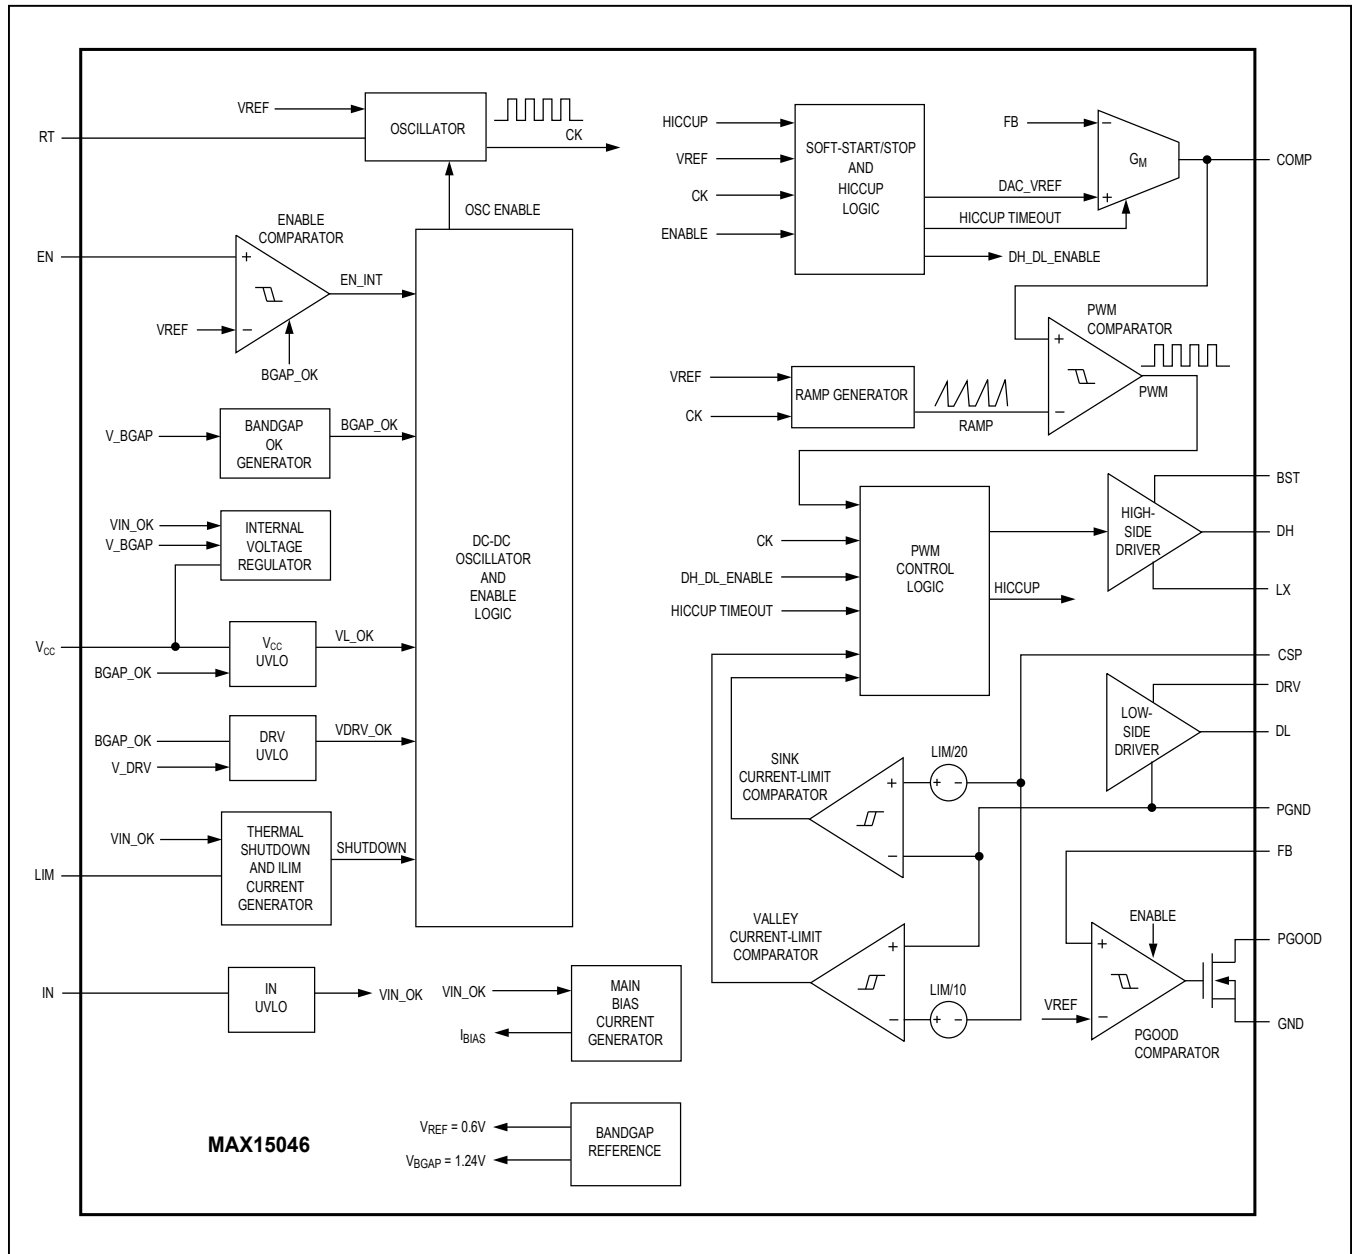 VREF
RT
OSCILLATOR
CK
OSC ENABLE
ENABLE
COMPARATOR
EN
+
EN_INT
VREF
−
BGAP_OK
V_BGAP
BANDGAP
OK
GENERATOR
BGAP_OK
VIN_OK
V_BGAP
INTERNAL
VOLTAGE
REGULATOR
VCC
VCC
UVLO
VL_OK
BGAP_OK
BGAP_OK
V_DRV
DRV
UVLO
VDRV_OK
VIN_OK
LIM
THERMAL
SHUTDOWN
AND ILIM
CURRENT
GENERATOR
SHUTDOWN
DC-DC
OSCILLATOR
AND
ENABLE
LOGIC
IN
IN
UVLO
VIN_OK
VIN_OK
IBIAS
MAIN
BIAS
CURRENT
GENERATOR
VREF = 0.6V
VBGAP = 1.24V
BANDGAP
REFERENCE
MAX15046
HICCUP
VREF
CK
ENABLE
SOFT-START/STOP
AND
HICCUP
LOGIC
FB
−
GM
+
COMP
DAC_VREF
HICCUP TIMEOUT
DH_DL_ENABLE
PWM
COMPARATOR
+
−
PWM
VREF
CK
RAMP GENERATOR
RAMP
CK
DH_DL_ENABLE
HICCUP TIMEOUT
PWM
CONTROL
LOGIC
HICCUP
HIGH-
SIDE
DRIVER
BST
DH
LX
CSP
DRV
LOW-
SIDE
DRIVER
DL
PGND
SINK
CURRENT-LIMIT
COMPARATOR
+
−
LIM/20
+ −
VALLEY
CURRENT-LIMIT
COMPARATOR
+
−
LIM/10
+ −
FB
ENABLE
+
−
VREF
PGOOD
COMPARATOR
PGOOD
GND